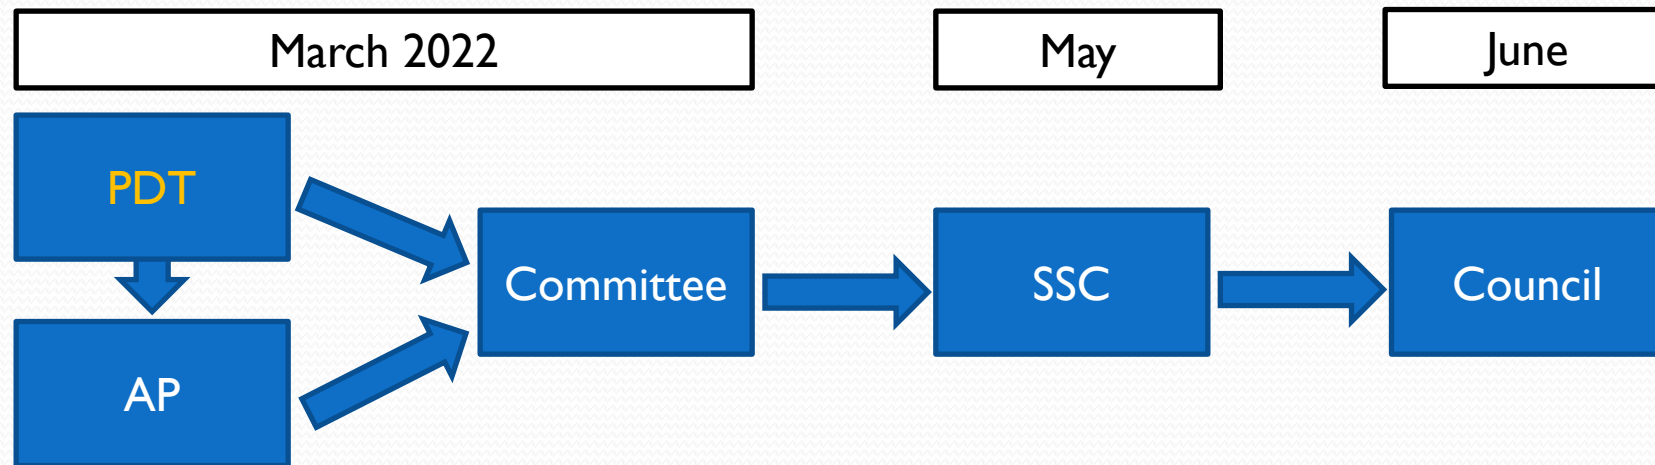 March 2022
May
June
PDT
AP
Committee
SSC
Council